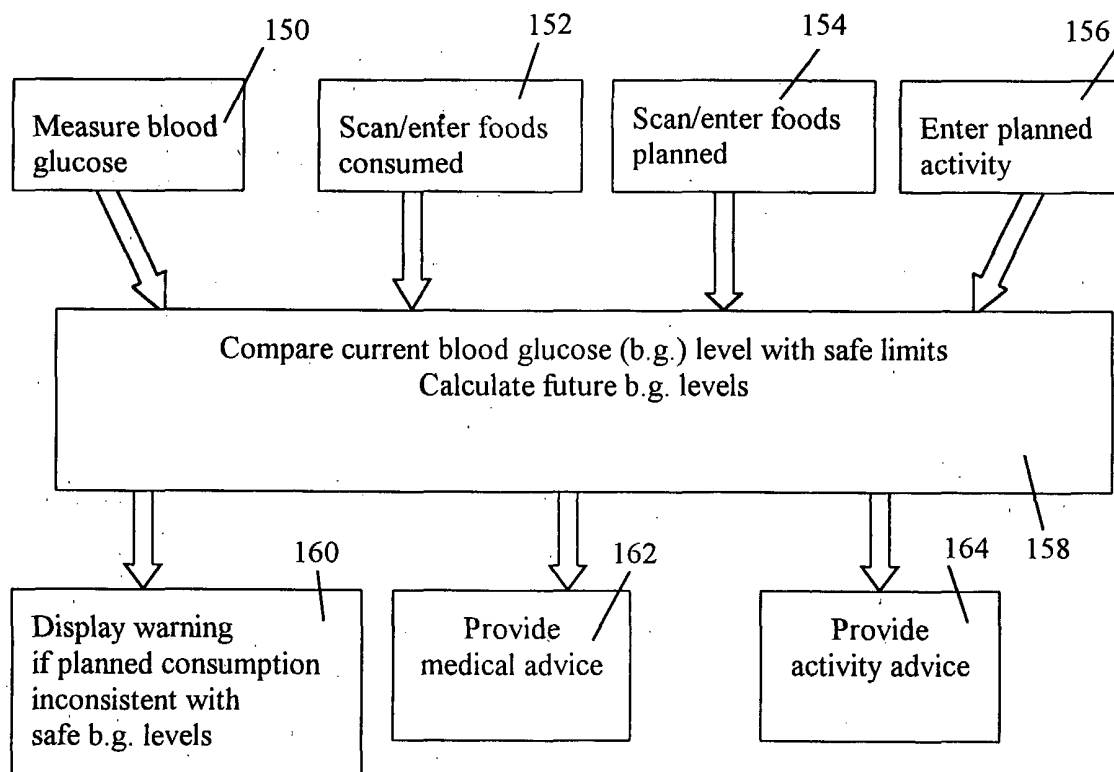 150
152
154
156
Measure blood
glucose
Scan/enter foods
consumed
Scan/enter foods
planned
Enter planned
activity
Compare current blood glucose (b.g.) level with safe limits
Calculate future b.g. levels
158
160
162
164
Display warning
if planned consumption
inconsistent with
safe b.g. levels
Provide
medical advice
Provide
activity advice